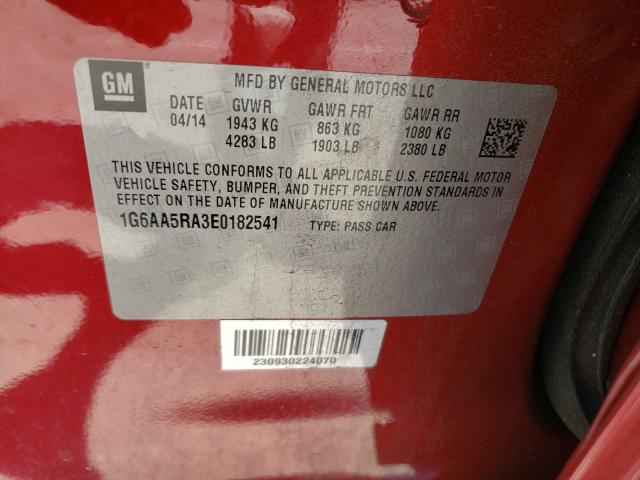 GM
MFD BY GENERAL MOTORS LLC
DATE GVWR GAWR FRT GAWR RR
04/14 1943 KG 863 KG 1080 KG
4283 LB 1903 LB 2380 LB
THIS VEHICLE CONFORMS TO ALL APPLICABLE U.S. FEDERAL MOTOR
VEHICLE SAFETY, BUMPER, AND THEFT PREVENTION STANDARDS IN
EFFECT ON THE DATE OF MANUFACTURE SHOWN ABOVE.
1G6AA5RA3E0182541 TYPE: PASS CAR
230930224070